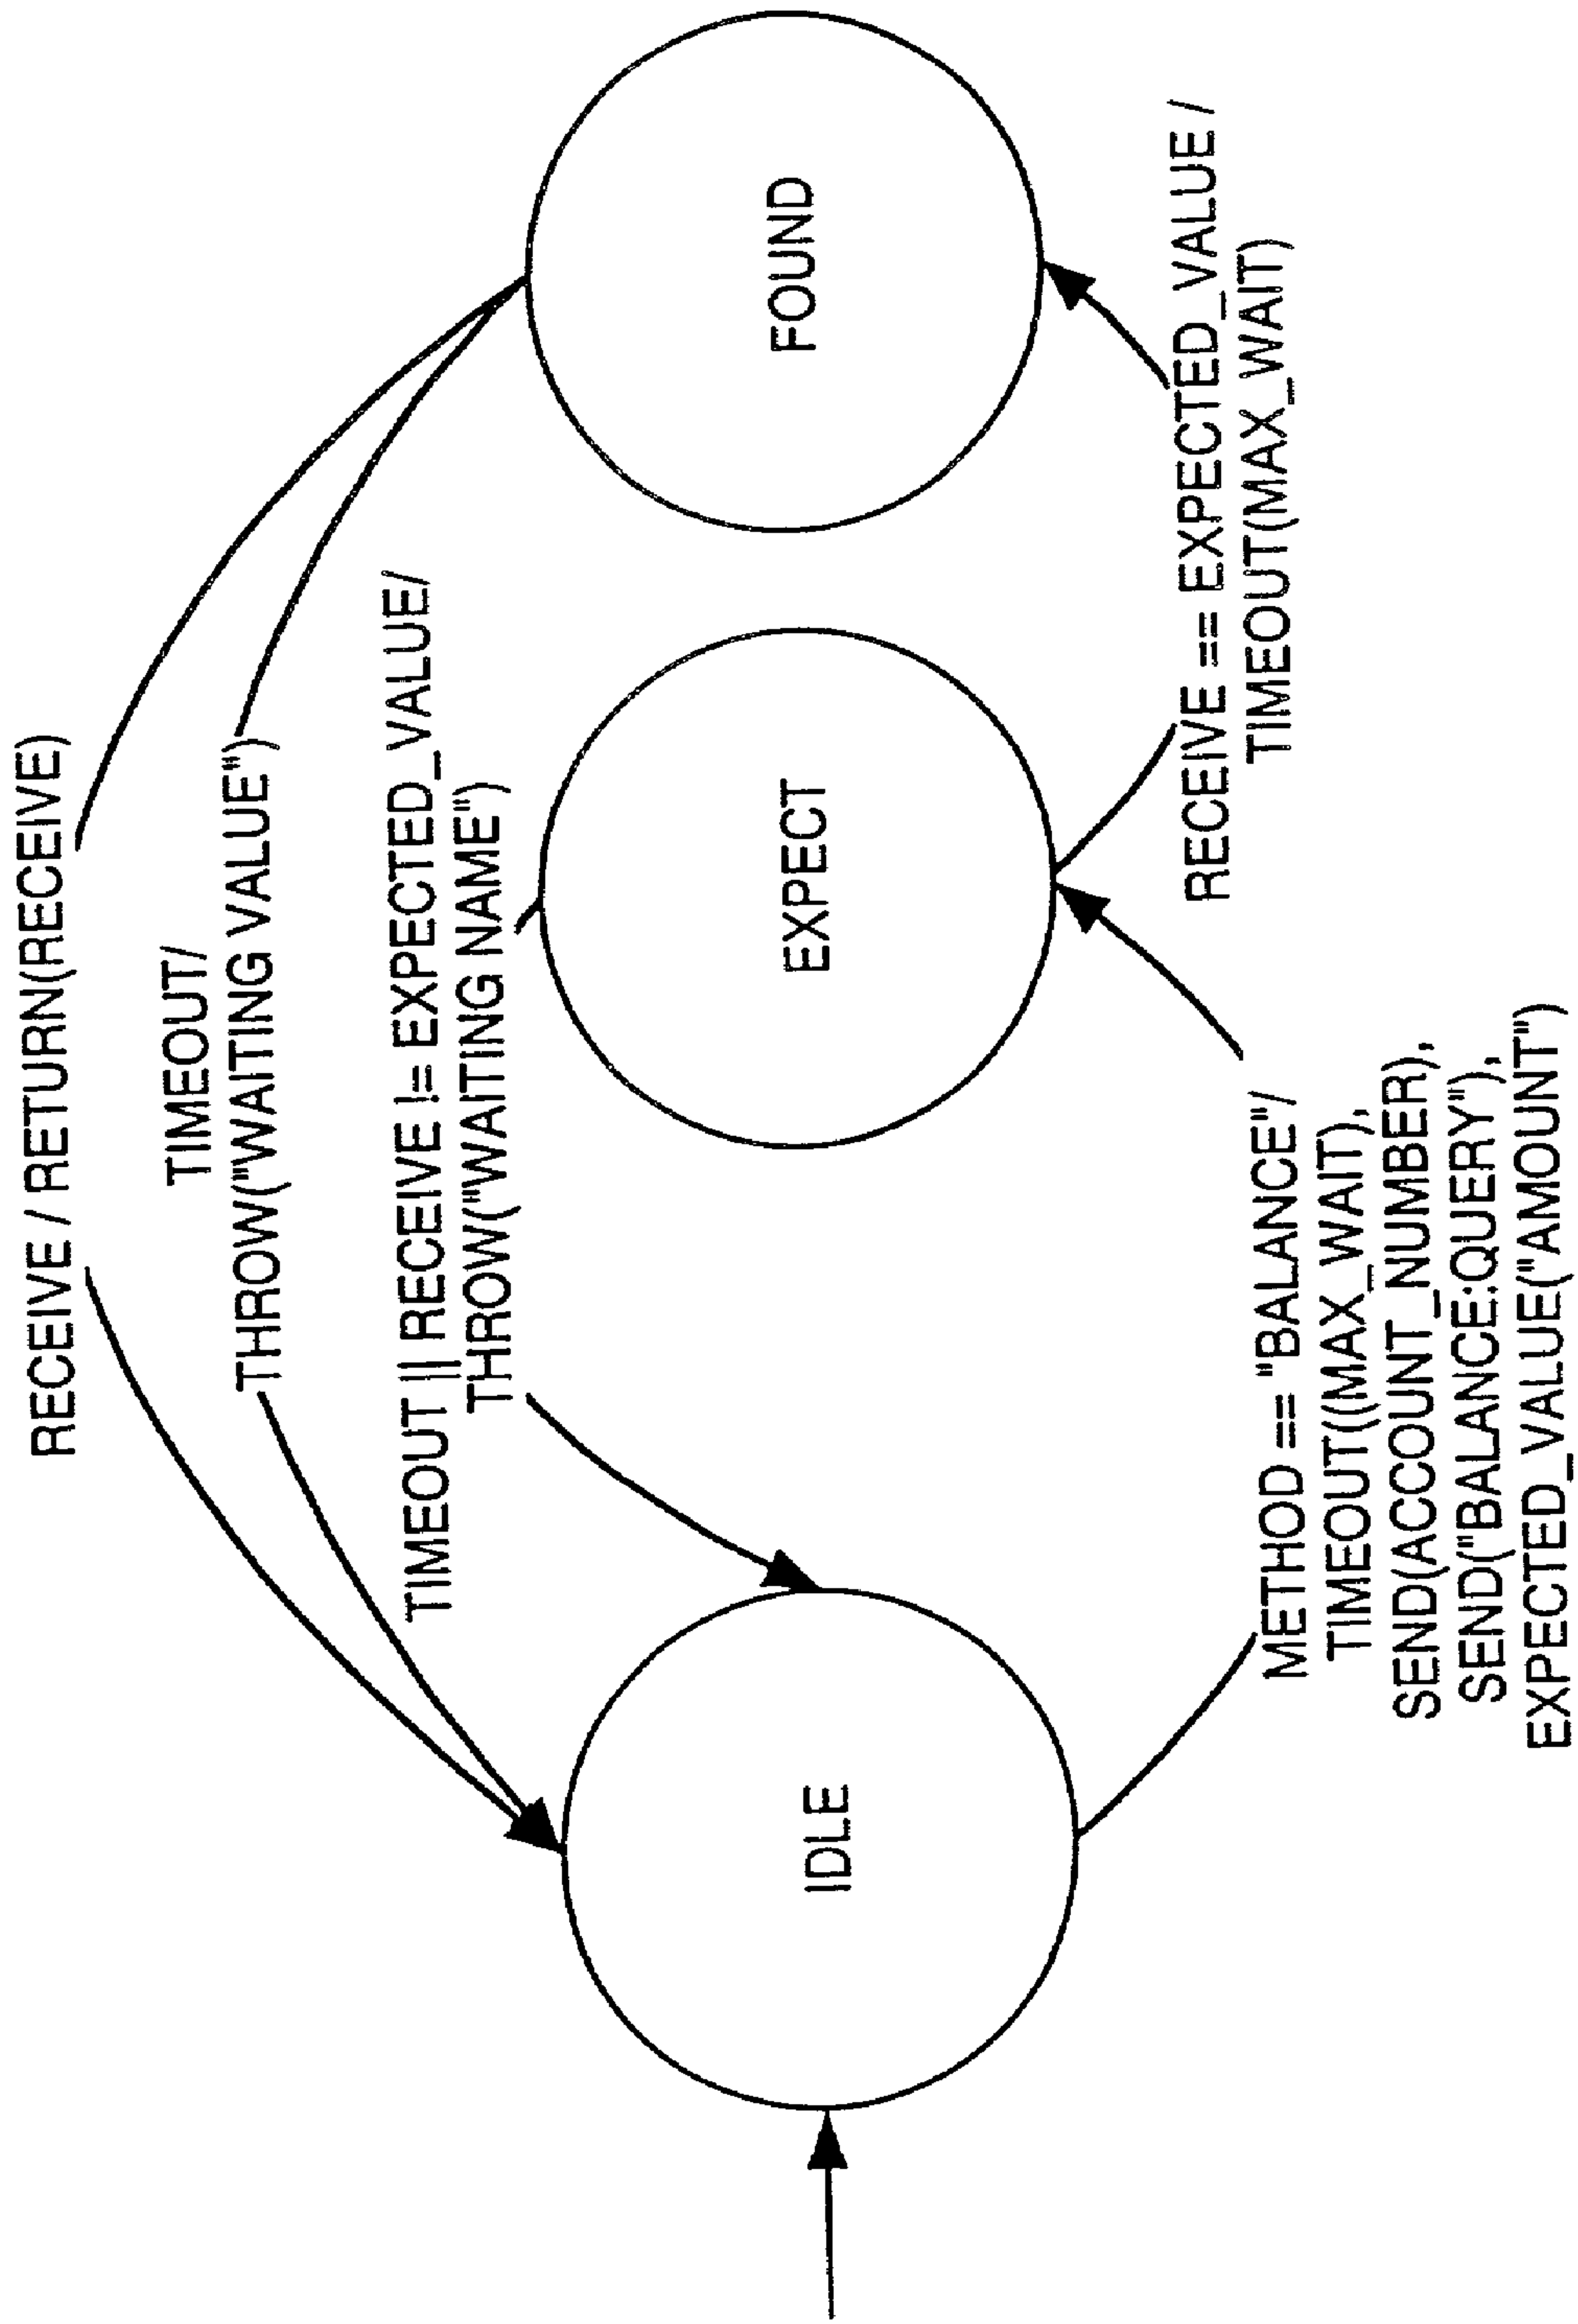 RECEIVE / RETURN(RECEIVE)
TIMEOUT/
THROW("WAITING VALUE")
TIMEOUT || RECEIVE != EXPECTED_VALUE/
THROW("WAITING NAME")
IDLE
EXPECT
FOUND
RECEIVE == EXPECTED_VALUE /
TIMEOUT(MAX_WAIT)
METHOD == "BALANCE"/
TIMEOUT((MAX_WAIT),
SEND(ACCOUNT_NUMBER),
SEND("BALANCE:QUERY"),
EXPECTED_VALUE("AMOUNT")